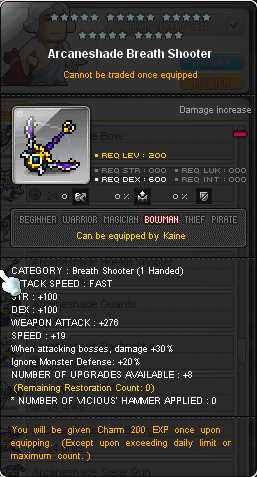 Arcaneshade Breath Shooter
Cannot be traded once equipped
Damage increase
REQ LEV : 200
REQ STR : 000 REQ LUK : 000
REQ DEX : 600 REQ INT : 000
0 0 0
BEGINNER WARRIOR MAGICIAN BOWMAN THIEF PIRATE
Can be equipped by Kaine
CATEGORY : Breath Shooter (1 Handed)
ATTACK SPEED : FAST
STR : +100
DEX : +100
WEAPON ATTACK : +276
SPEED : +19
When attacking bosses, damage +30%
Ignore Monster Defense : +20%
NUMBER OF UPGRADES AVAILABLE : +8
(Remaining Restoration Count: 0)
* NUMBER OF VICIOUS' HAMMER APPLIED : 0
You will be given Charm 200 EXP once upon
equipping. (Except upon exceeding daily limit or
maximum count. )